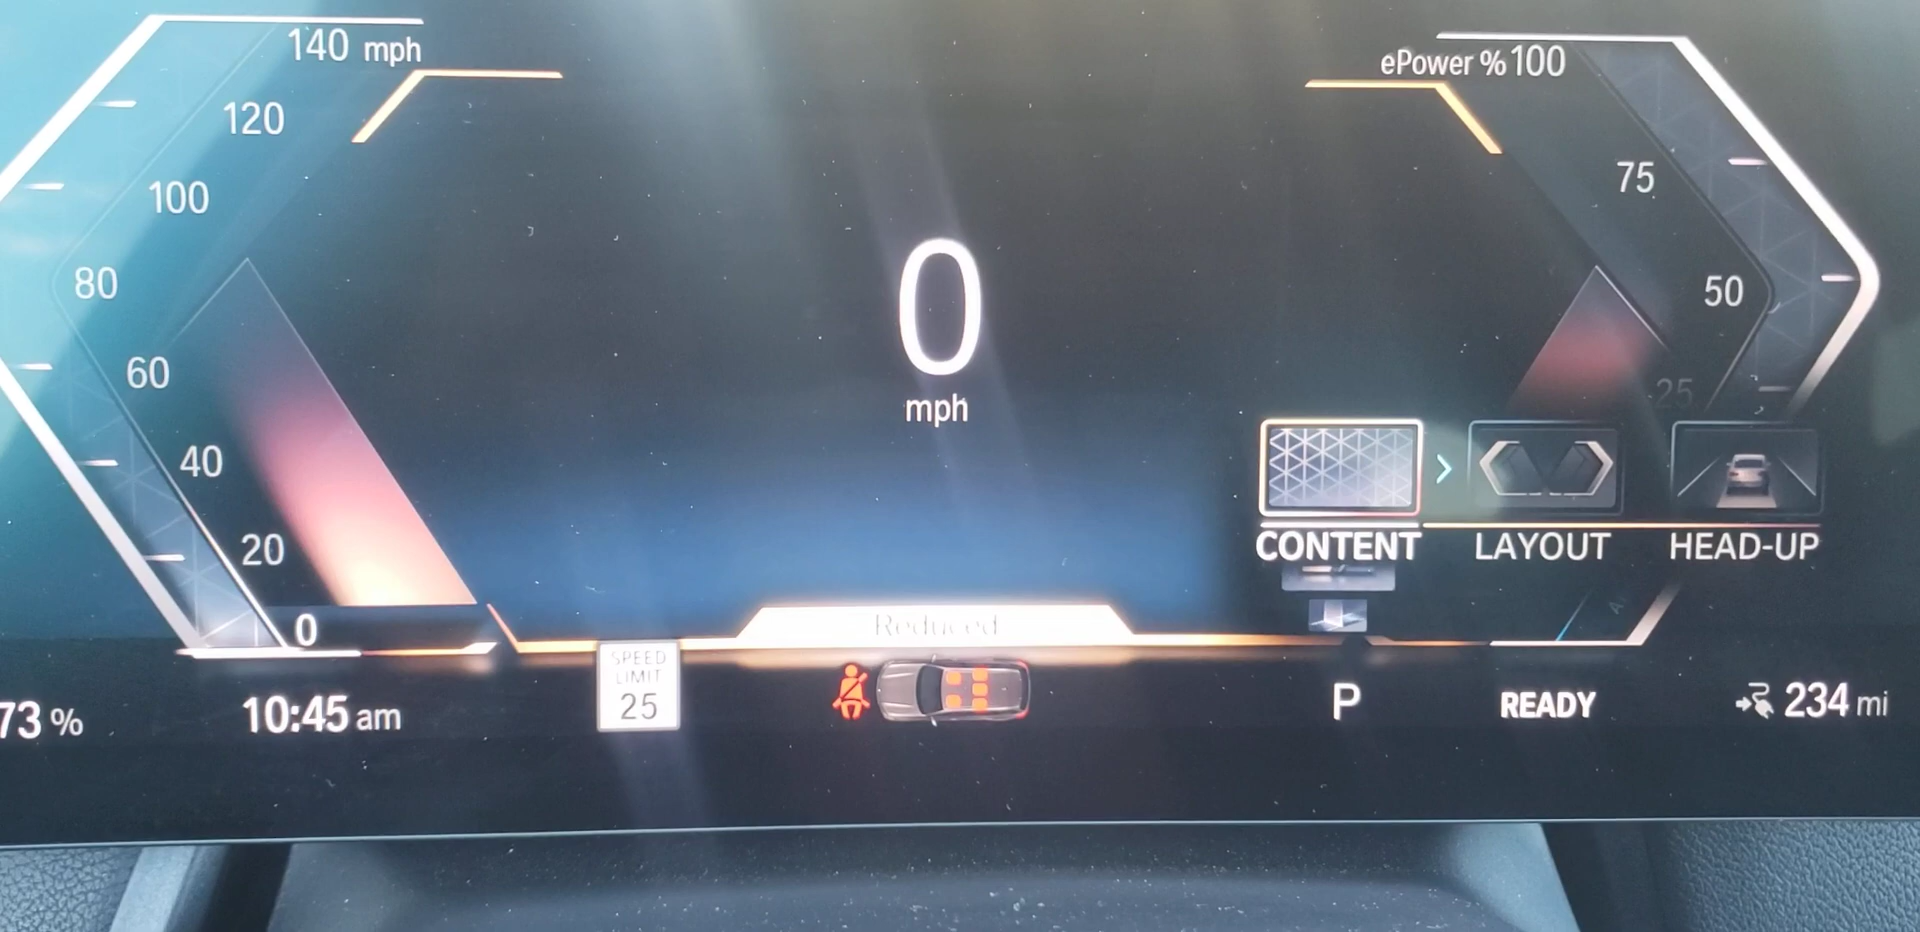 140 mph
120
100
80
60
40
20
0
0
mph
ePower %100
75
50
25
CONTENT
LAYOUT
HEAD-UP
Reduced
SPEED
LIMIT
25
73 %
10:45 am
P
READY
234 mi